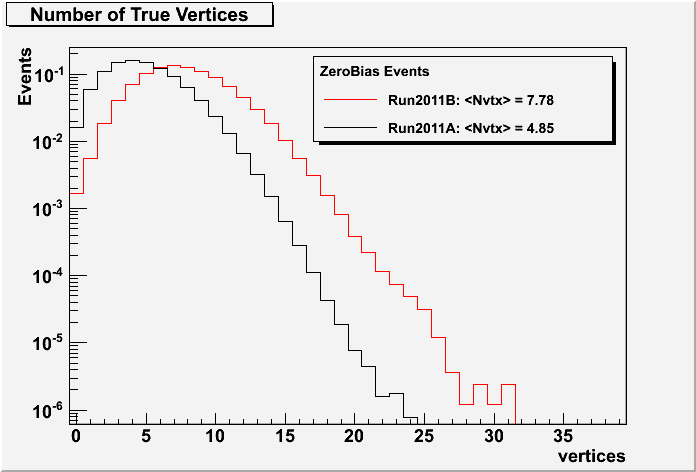 Number of True Vertices
Events
ZeroBias Events
Run2011B: <Nvtx> = 7.78
Run2011A: <Nvtx> = 4.85
10^-1
10^-2
10^-3
10^-4
10^-5
10^-6
0 5 10 15 20 25 30 35
vertices